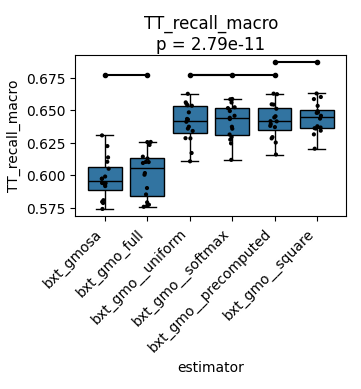 TT_recall_macro
p = 2.79e-11
TT_recall_macro
0.675
0.650
0.625
0.600
0.575
bxt_gmosa
bxt_gmo_full
bxt_gmo__uniform
bxt_gmo__softmax
bxt_gmo__precomputed
bxt_gmo__square
estimator